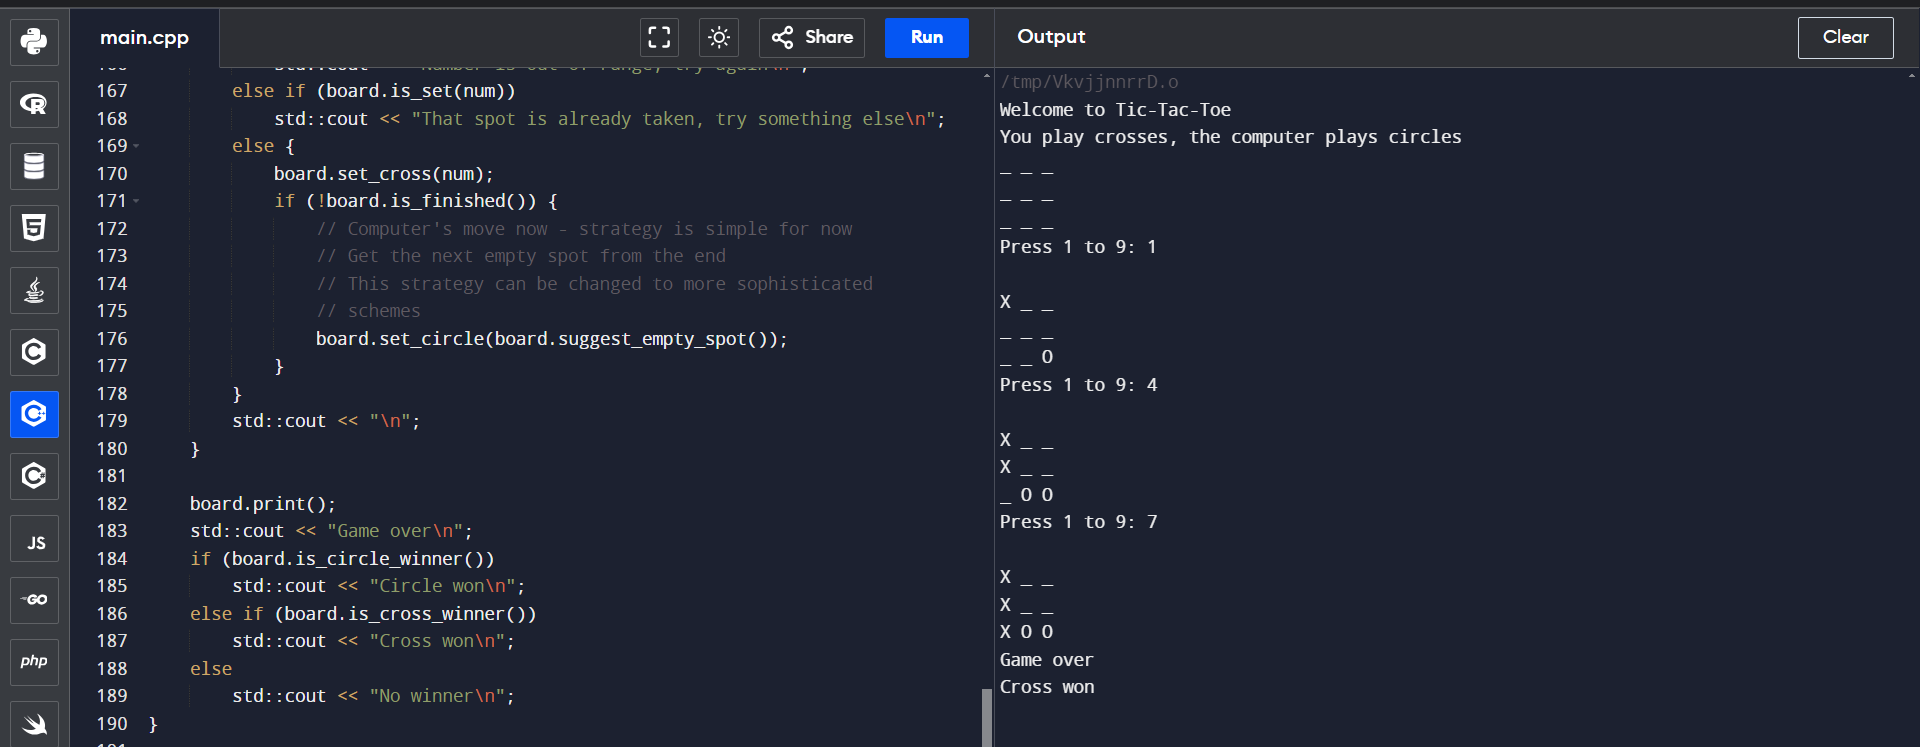 main.cpp
Share
Run
Output
Clear
167 else if (board.is_set(num))
168 std::cout << "That spot is already taken, try something else\n";
169 else {
170 board.set_cross(num);
171 if (!board.is_finished()) {
172 // Computer's move now - strategy is simple for now
173 // Get the next empty spot from the end
174 // This strategy can be changed to more sophisticated
175 // schemes
176 board.set_circle(board.suggest_empty_spot());
177 }
178 }
179 std::cout << "\n";
180 }
181
182 board.print();
183 std::cout << "Game over\n";
184 if (board.is_circle_winner())
185 std::cout << "Circle won\n";
186 else if (board.is_cross_winner())
187 std::cout << "Cross won\n";
188 else
189 std::cout << "No winner\n";
190 }
/tmp/VkvjjnnrrD.o
Welcome to Tic-Tac-Toe
You play crosses, the computer plays circles
_ _ _
_ _ _
_ _ _
Press 1 to 9: 1
X _ _
_ _ _
_ _ O
Press 1 to 9: 4
X _ _
X _ _
_ O O
Press 1 to 9: 7
X _ _
X _ _
X O O
Game over
Cross won
R
5
C
C++
C#
JS
GO
php